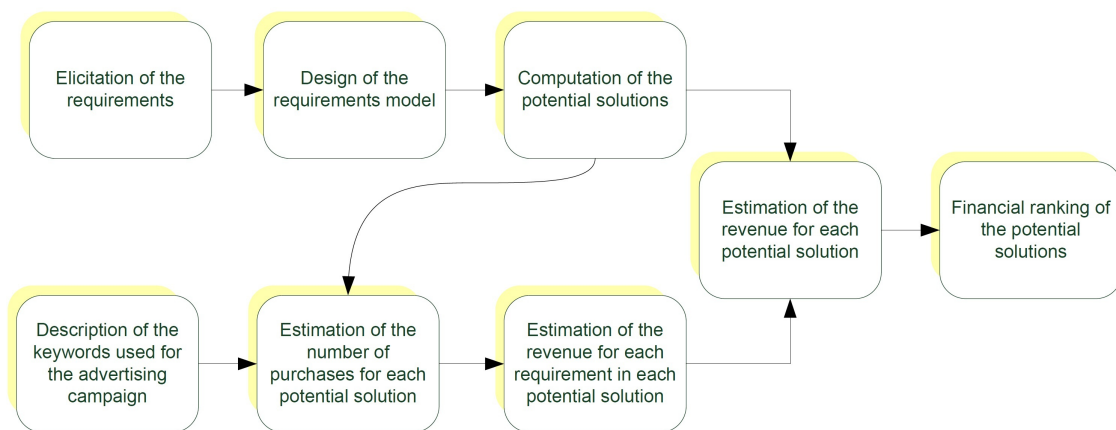 Elicitation of the
requirements
Design of the
requirements model
Computation of the
potential solutions
Estimation of the
revenue for each
potential solution
Financial ranking of
the potential
solutions
Description of the
keywords used for
the advertising
campaign
Estimation of the
number of
purchases for each
potential solution
Estimation of the
revenue for each
requirement in each
potential solution